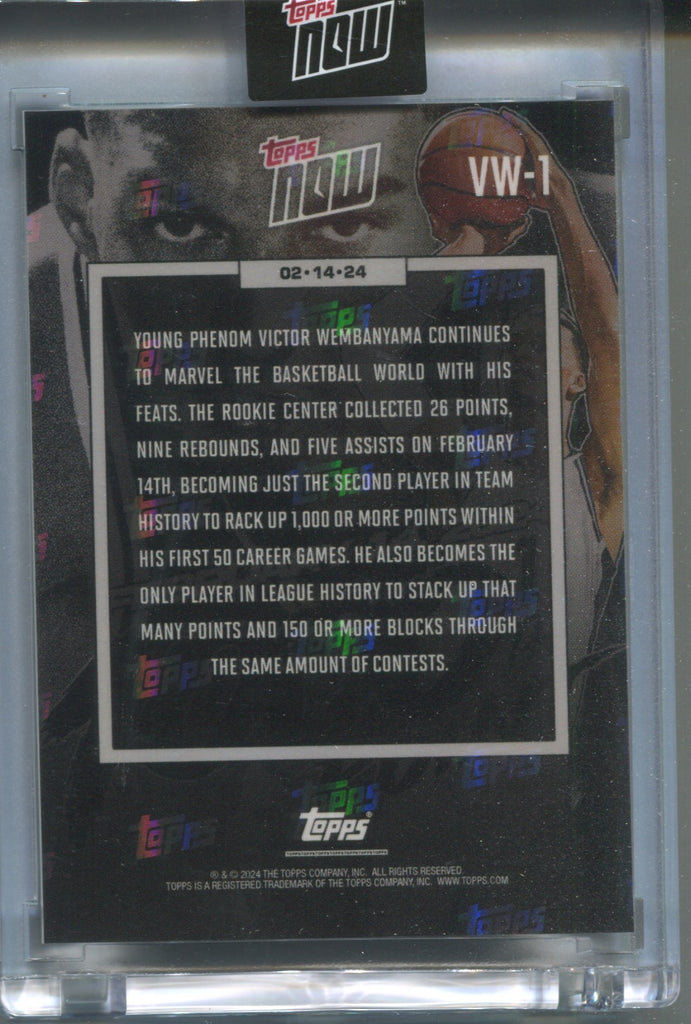 TOPPS
NOW
TM
TOPPS
NOW
VW-1
02•14•24
YOUNG PHENOM VICTOR WEMBANYAMA CONTINUES
TO MARVEL THE BASKETBALL WORLD WITH HIS
FEATS. THE ROOKIE CENTER COLLECTED 26 POINTS,
NINE REBOUNDS, AND FIVE ASSISTS ON FEBRUARY
14TH, BECOMING JUST THE SECOND PLAYER IN TEAM
HISTORY TO RACK UP 1,000 OR MORE POINTS WITHIN
HIS FIRST 50 CAREER GAMES. HE ALSO BECOMES THE
ONLY PLAYER IN LEAGUE HISTORY TO STACK UP THAT
MANY POINTS AND 150 OR MORE BLOCKS THROUGH
THE SAME AMOUNT OF CONTESTS.
TOPPS®
TOPPSTOPPSTOPPSTOPPSTOPPSTOPPSTOPPS
® & © 2024 THE TOPPS COMPANY, INC. ALL RIGHTS RESERVED.
TOPPS IS A REGISTERED TRADEMARK OF THE TOPPS COMPANY, INC. WWW.TOPPS.COM